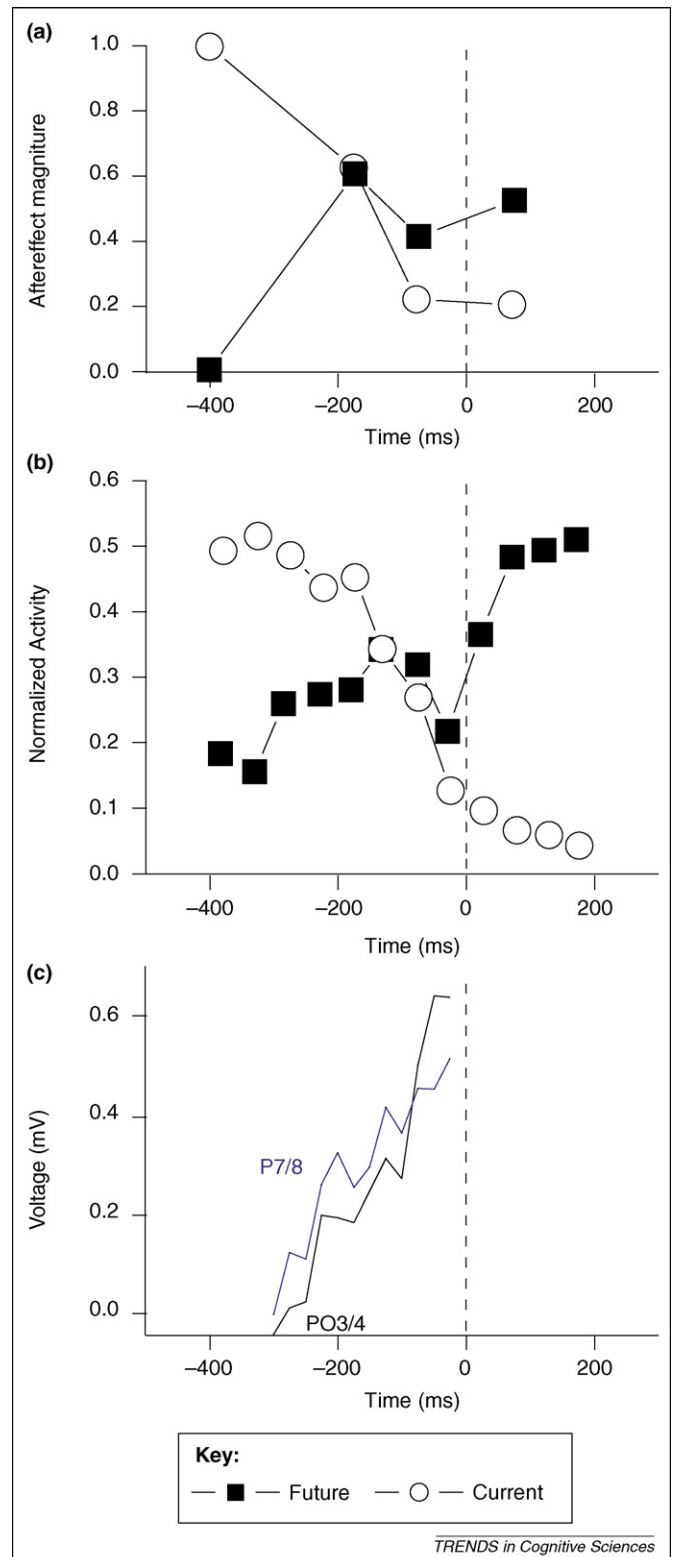 (a)
1.0
0.8
0.6
0.4
0.2
0.0
Aftereffect magniture
−400
−200
0
200
Time (ms)
(b)
0.6
0.5
0.4
0.3
0.2
0.1
0.0
Normalized Activity
−400
−200
0
200
Time (ms)
(c)
0.6
0.4
0.2
0.0
Voltage (mV)
P7/8
PO3/4
−400
−200
0
200
Time (ms)
Key:
Future
Current
TRENDS in Cognitive Sciences